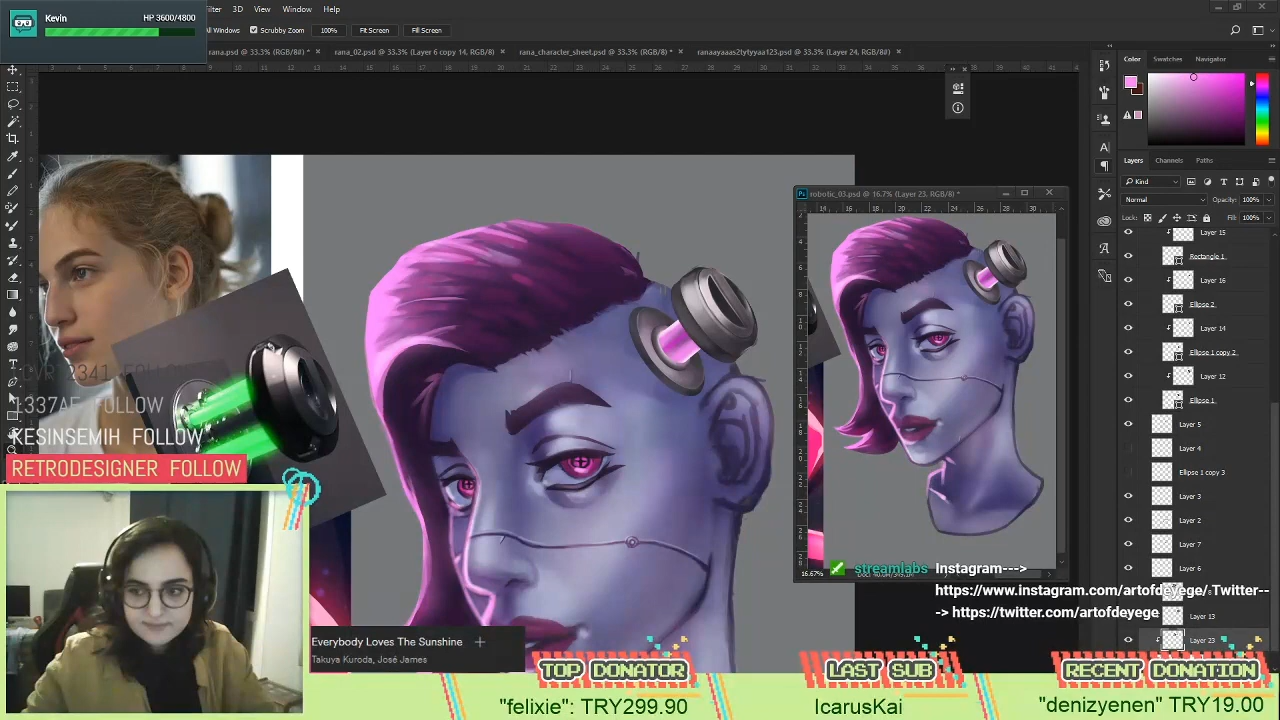 Kevin
HP 3600/4800
Filter 3D View Window Help
All Windows Scrubby Zoom 100% Fit Screen Fill Screen
rana.psd @ 33.3% (RGB/8#) *
rana_02.psd @ 33.3% (Layer 6 copy 14, RGB/8)
rana_character_sheet.psd @ 33.3% (RGB/8#) *
ranaayaaas2tytyyaa123.psd @ 33.3% (Layer 24, RGB/8#)
Color Swatches Navigator
Layers Channels Paths
Kind
Normal Opacity: 100%
Lock: Fill: 100%
Layer 15
Rectangle 1
Layer 16
Ellipse 2
Layer 14
Ellipse 1 copy 2
Layer 12
Ellipse 1
Layer 5
Layer 4
Ellipse 1 copy 3
Layer 3
Layer 2
Layer 7
Layer 6
Layer 13
Layer 23
robotic_03.psd @ 16.7% (Layer 23, RGB/8) *
16.67%
2341 FOLLOW
1337AE FOLLOW
KESINSEMIH FOLLOW
RETRODESIGNER FOLLOW
streamlabs Instagram--->
https://www.instagram.com/artofdeyege/ Twitter--
-> https://twitter.com/artofdeyege
Everybody Loves The Sunshine
Takuya Kuroda, José James
TOP DONATOR
"felixie": TRY299.90
LAST SUB
IcarusKai
RECENT DONATION
"denizyenen" TRY19.00